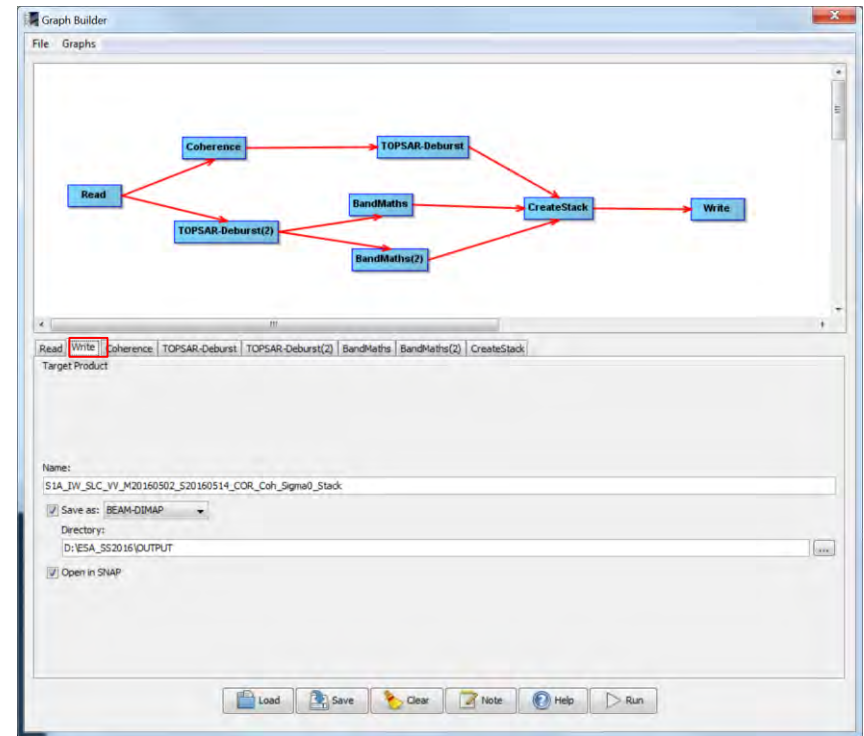 Graph Builder
File Graphs
Coherence
TOPSAR-Deburst
Read
BandMaths
CreateStack
Write
TOPSAR-Deburst(2)
BandMaths(2)
Read Write Coherence TOPSAR-Deburst TOPSAR-Deburst(2) BandMaths BandMaths(2) CreateStack
Target Product
Name:
S1A_IW_SLC_VV_M20160502_S20160514_COR_Coh_Sigma0_Stack
Save as: BEAM-DIMAP
Directory:
D:\ESA_SS2016\OUTPUT
...
Open in SNAP
Load Save Clear Note Help Run